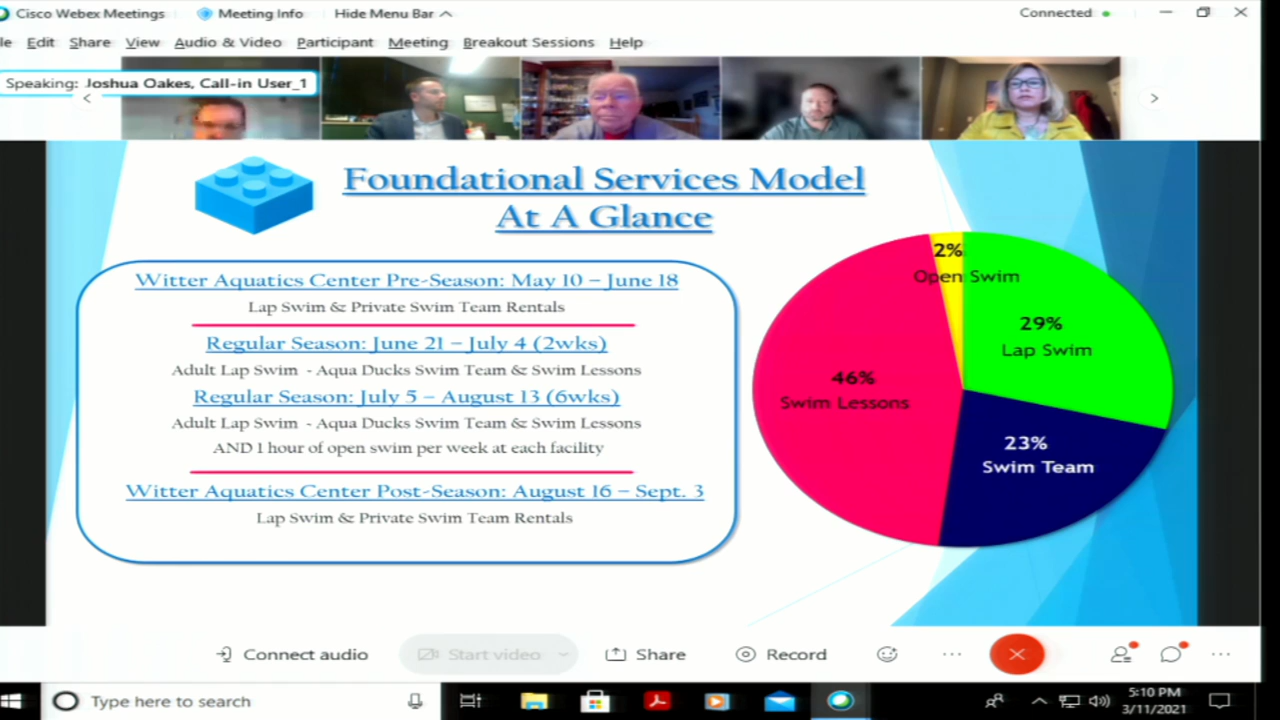 Cisco Webex Meetings Meeting Info Hide Menu Bar Connected
le Edit Share View Audio & Video Participant Meeting Breakout Sessions Help
Speaking: Joshua Oakes, Call-in User_1
Foundational Services Model
At A Glance
Witter Aquatics Center Pre-Season: May 10 – June 18
Lap Swim & Private Swim Team Rentals
Regular Season: June 21 – July 4 (2wks)
Adult Lap Swim - Aqua Ducks Swim Team & Swim Lessons
Regular Season: July 5 – August 13 (6wks)
Adult Lap Swim - Aqua Ducks Swim Team & Swim Lessons
AND 1 hour of open swim per week at each facility
Witter Aquatics Center Post-Season: August 16 – Sept. 3
Lap Swim & Private Swim Team Rentals
2%
Open Swim
29%
Lap Swim
46%
Swim Lessons
23%
Swim Team
Connect audio Start video Share Record
Type here to search
5:10 PM
3/11/2021